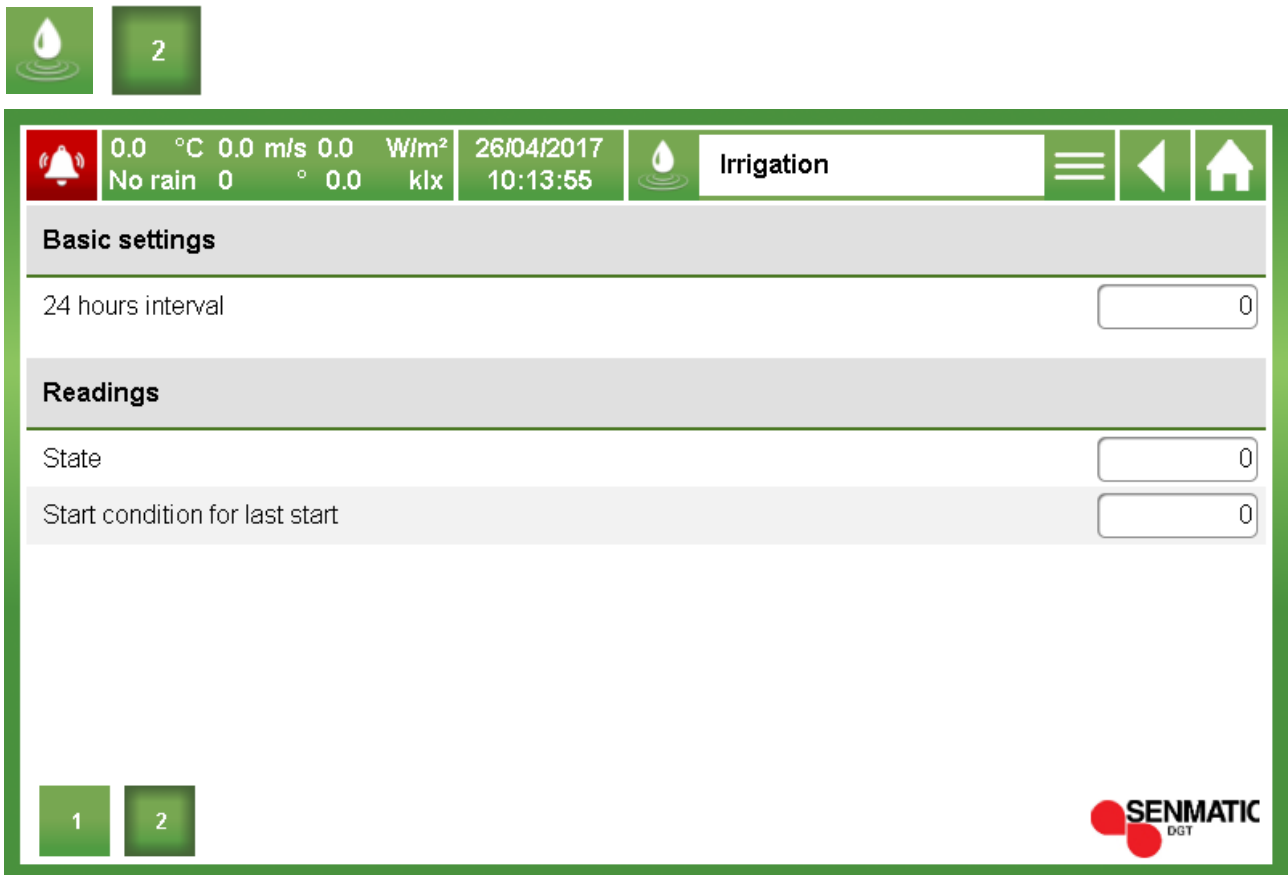 2
0.0 °C 0.0 m/s 0.0 W/m²
No rain 0 ° 0.0 klx
26/04/2017
10:13:55
Irrigation
Basic settings
24 hours interval 0
Readings
State 0
Start condition for last start 0
1 2
SENMATIC
DGT